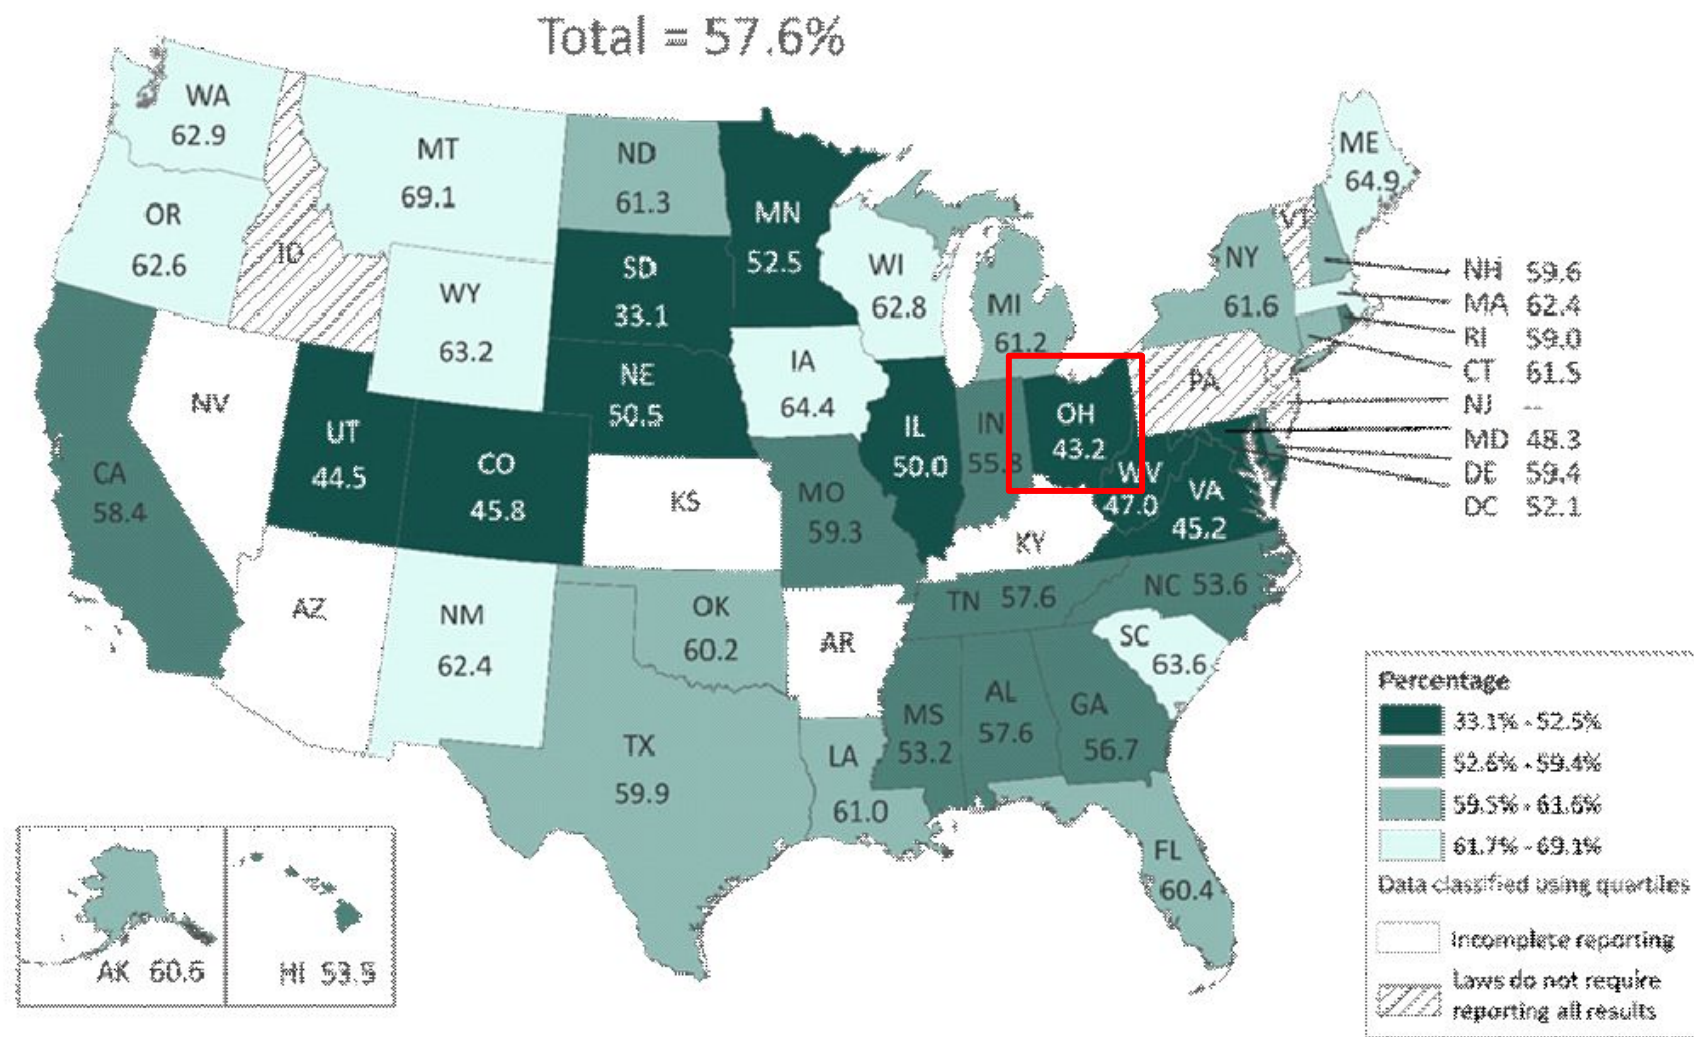 Total = 57.6%
WA
62.9
MT
69.1
ND
61.3
MN
52.5
OR
62.6
ID
WY
63.2
SD
33.1
WI
62.8
MI
61.2
NY
61.6
VT
ME
64.9
NH 59.6
MA 62.4
RI 59.0
CT 61.5
NJ --
MD 48.3
DE 59.4
DC 52.1
NV
UT
44.5
CO
45.8
NE
50.5
IA
64.4
IL
50.0
IN
55.8
OH
43.2
PA
WV
47.0
VA
45.2
CA
58.4
KS
MO
59.3
KY
AZ
NM
62.4
OK
60.2
AR
TN 57.6
NC 53.6
SC
63.6
TX
59.9
LA
61.0
MS
53.2
AL
57.6
GA
56.7
FL
60.4
AK 60.6
HI 53.5
Percentage
33.1% - 52.5%
52.6% - 59.4%
59.5% - 61.6%
61.7% - 69.1%
Data classified using quartiles
Incomplete reporting
Laws do not require
reporting all results